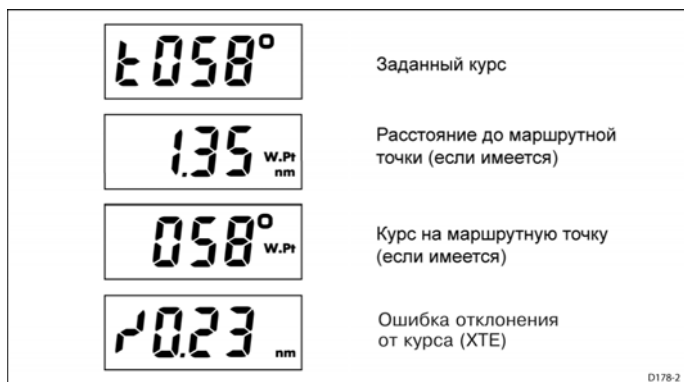 t058°
Заданный курс
1.35 W.Pt nm
Расстояние до маршрутной
точки (если имеется)
058° W.Pt
Курс на маршрутную точку
(если имеется)
0.23 nm
Ошибка отклонения
от курса (XTE)
D178-2